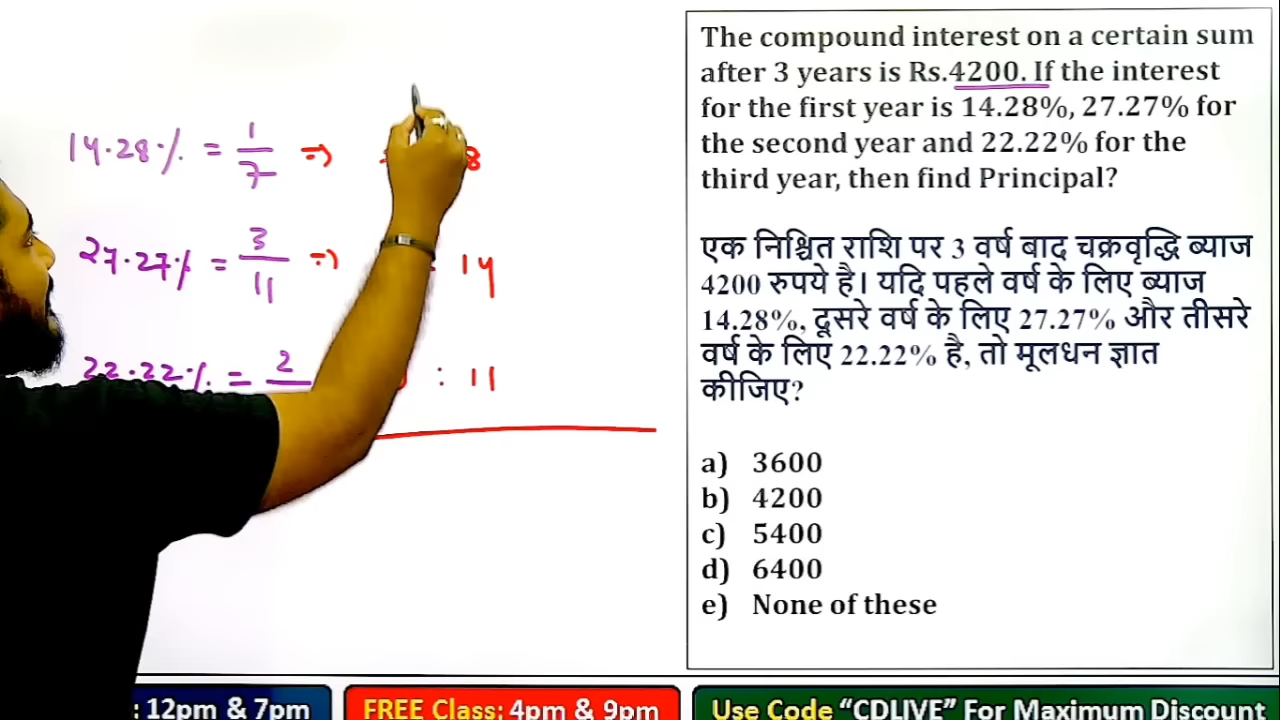 14.28% = 1/7 => 8
27.27% = 3/11 => : 14
22.22% = 2 : 11
The compound interest on a certain sum
after 3 years is Rs.4200. If the interest
for the first year is 14.28%, 27.27% for
the second year and 22.22% for the
third year, then find Principal?
एक निश्चित राशि पर 3 वर्ष बाद चक्रवृद्धि ब्याज
4200 रुपये है। यदि पहले वर्ष के लिए ब्याज
14.28%, दूसरे वर्ष के लिए 27.27% और तीसरे
वर्ष के लिए 22.22% है, तो मूलधन ज्ञात
कीजिए?
a) 3600
b) 4200
c) 5400
d) 6400
e) None of these
: 12pm & 7pm
FREE Class: 4pm & 9pm
Use Code “CDLIVE” For Maximum Discount